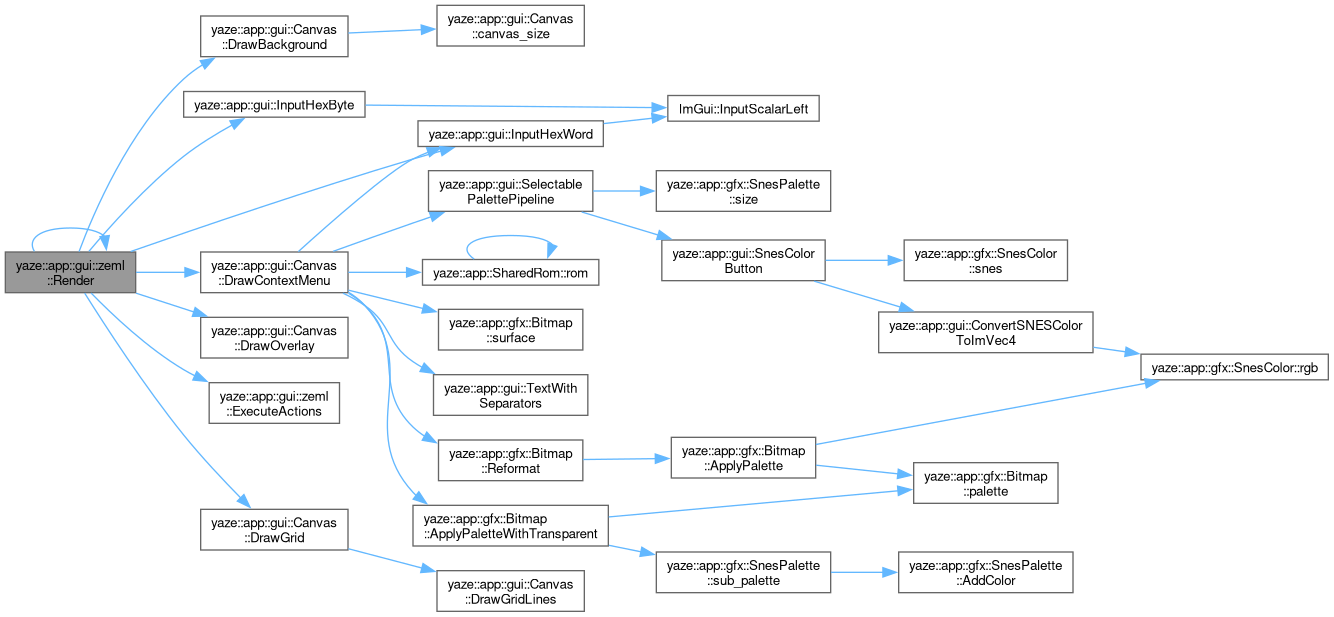 yaze::app::gui::zeml
::Render
yaze::app::gui::Canvas
::DrawBackground
yaze::app::gui::Canvas
::canvas_size
yaze::app::gui::InputHexByte
ImGui::InputScalarLeft
yaze::app::gui::InputHexWord
yaze::app::gui::Canvas
::DrawContextMenu
yaze::app::gui::Selectable
PalettePipeline
yaze::app::gfx::SnesPalette
::size
yaze::app::gui::SnesColor
Button
yaze::app::gfx::SnesColor
::snes
yaze::app::gui::ConvertSNESColor
ToImVec4
yaze::app::gfx::SnesColor::rgb
yaze::app::SharedRom::rom
yaze::app::gfx::Bitmap
::surface
yaze::app::gui::TextWith
Separators
yaze::app::gfx::Bitmap
::Reformat
yaze::app::gfx::Bitmap
::ApplyPalette
yaze::app::gfx::Bitmap
::palette
yaze::app::gfx::Bitmap
::ApplyPaletteWithTransparent
yaze::app::gfx::SnesPalette
::sub_palette
yaze::app::gfx::SnesPalette
::AddColor
yaze::app::gui::Canvas
::DrawOverlay
yaze::app::gui::zeml
::ExecuteActions
yaze::app::gui::Canvas
::DrawGrid
yaze::app::gui::Canvas
::DrawGridLines